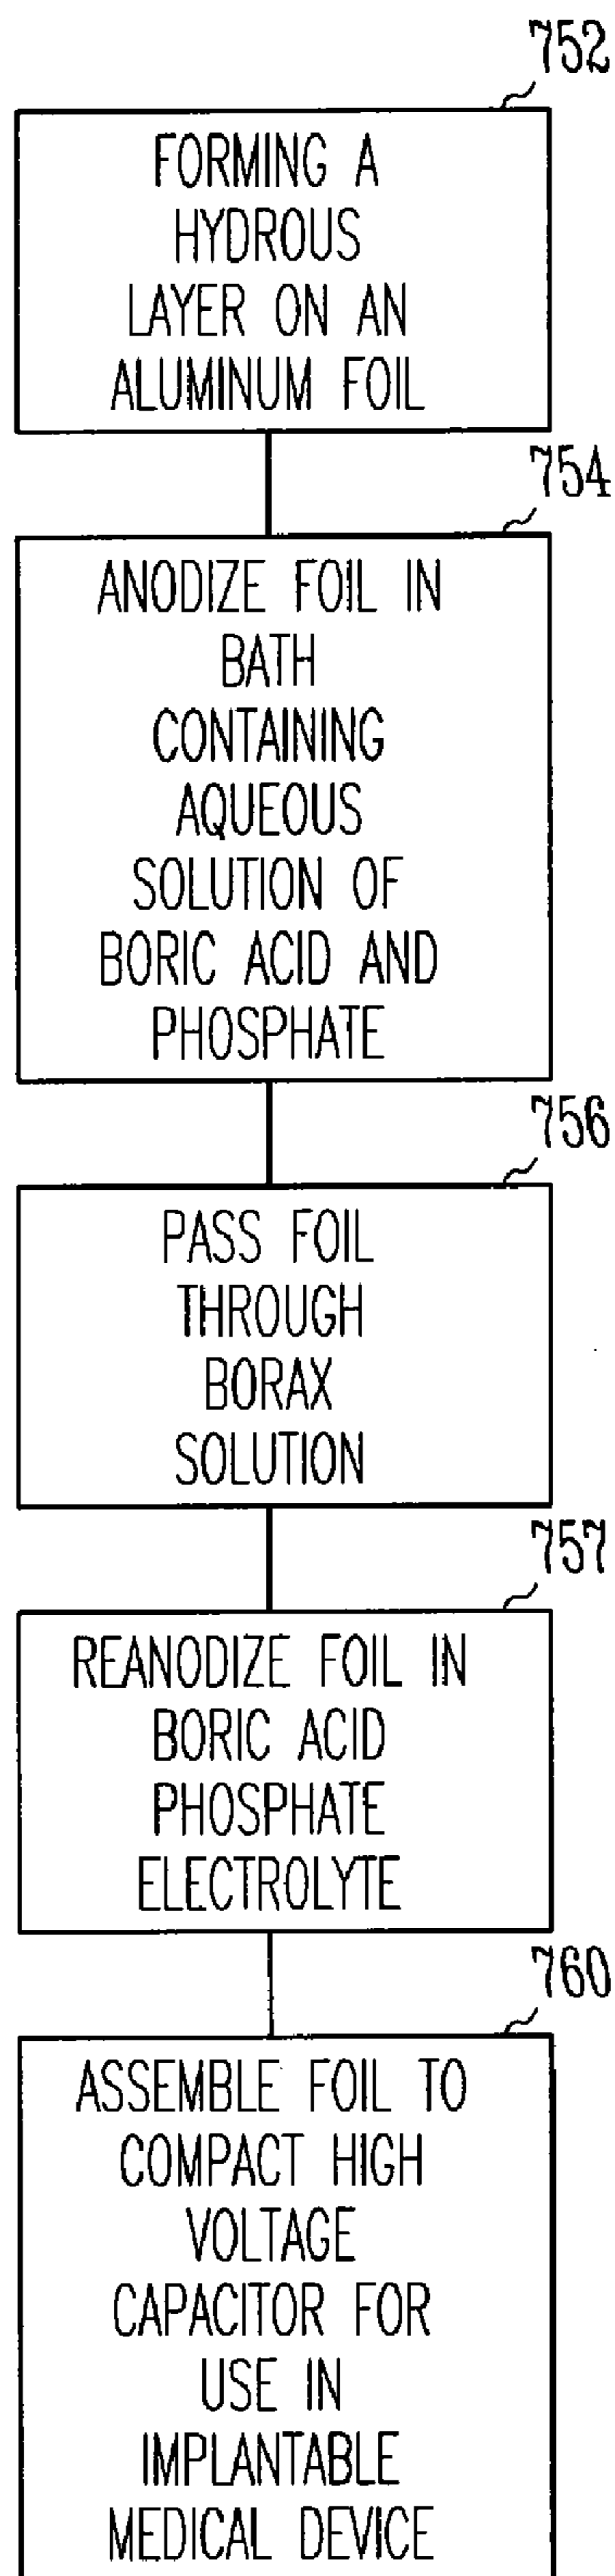 752
FORMING A
HYDROUS
LAYER ON AN
ALUMINUM FOIL
754
ANODIZE FOIL IN
BATH
CONTAINING
AQUEOUS
SOLUTION OF
BORIC ACID AND
PHOSPHATE
756
PASS FOIL
THROUGH
BORAX
SOLUTION
757
REANODIZE FOIL IN
BORIC ACID
PHOSPHATE
ELECTROLYTE
760
ASSEMBLE FOIL TO
COMPACT HIGH
VOLTAGE
CAPACITOR FOR
USE IN
IMPLANTABLE
MEDICAL DEVICE